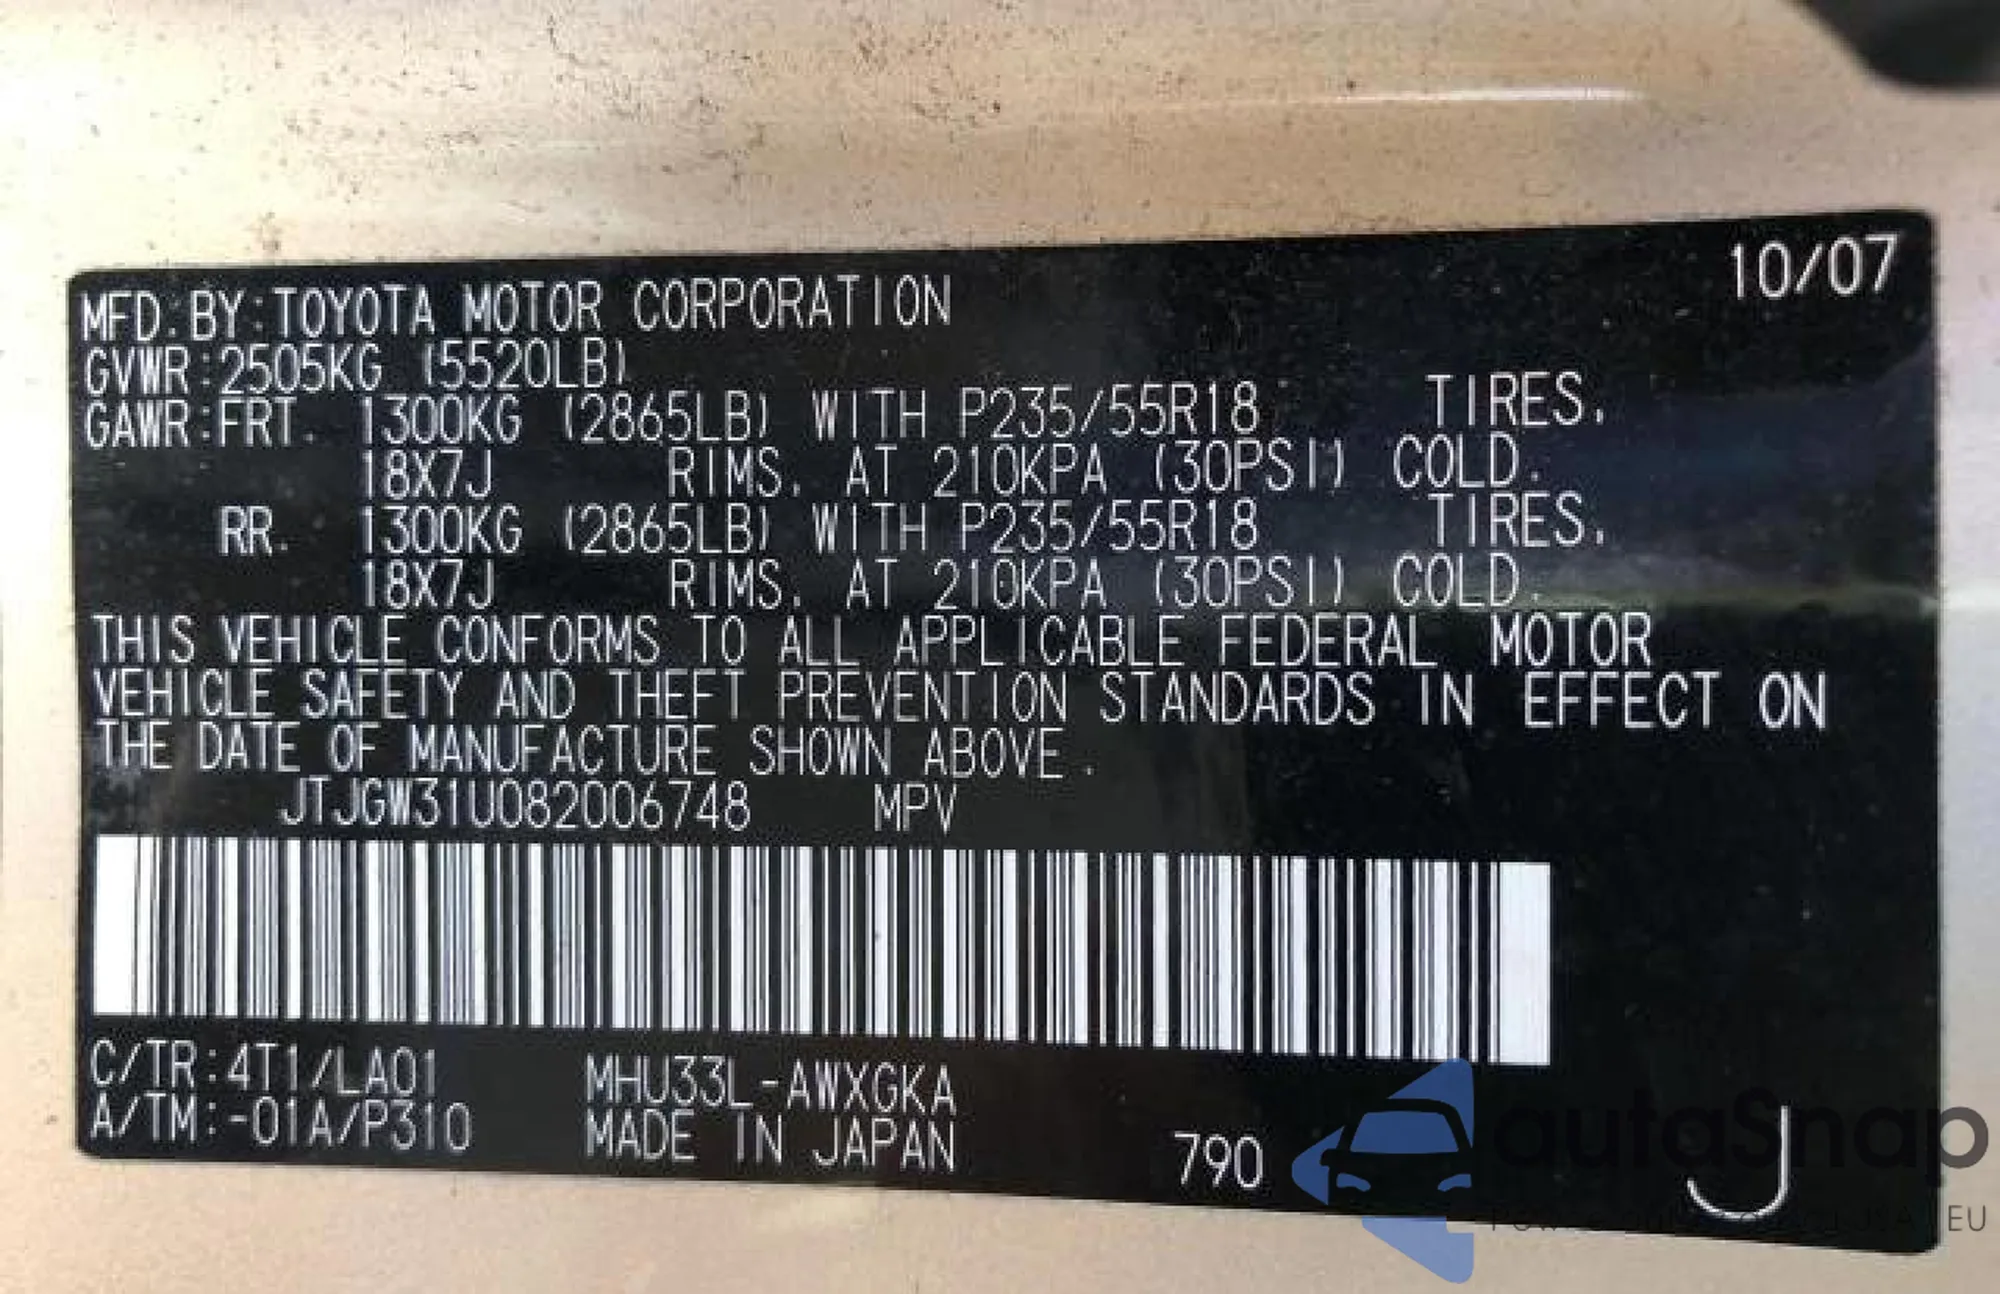 10/07
MFD. BY:TOYOTA MOTOR CORPORATION
GVWR:2505KG (5520LB)
GAWR:FRT. 1300KG (2865LB) WITH P235/55R18 TIRES.
18X7J RIMS. AT 210KPA (30PSI) COLD.
RR. 1300KG (2865LB) WITH P235/55R18 TIRES.
18X7J RIMS. AT 210KPA (30PSI) COLD.
THIS VEHICLE CONFORMS TO ALL APPLICABLE FEDERAL MOTOR
VEHICLE SAFETY AND THEFT PREVENTION STANDARDS IN EFFECT ON
THE DATE OF MANUFACTURE SHOWN ABOVE.
JTJGW31U082006748 MPV
C/TR:4T1/LA01 MHU33L-AWXGKA
A/TM:-01A/P310 MADE IN JAPAN
790 J
autaSnap
EU